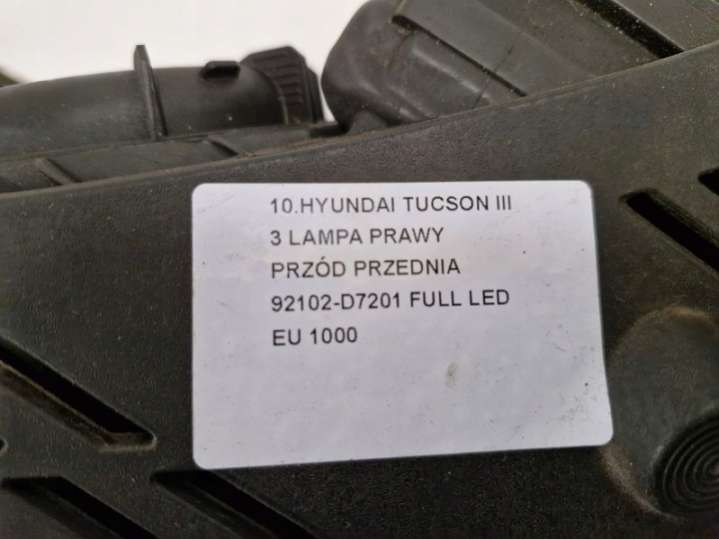 10.HYUNDAI TUCSON III
3 LAMPA PRAWY
PRZÓD PRZEDNIA
92102-D7201 FULL LED
EU 1000